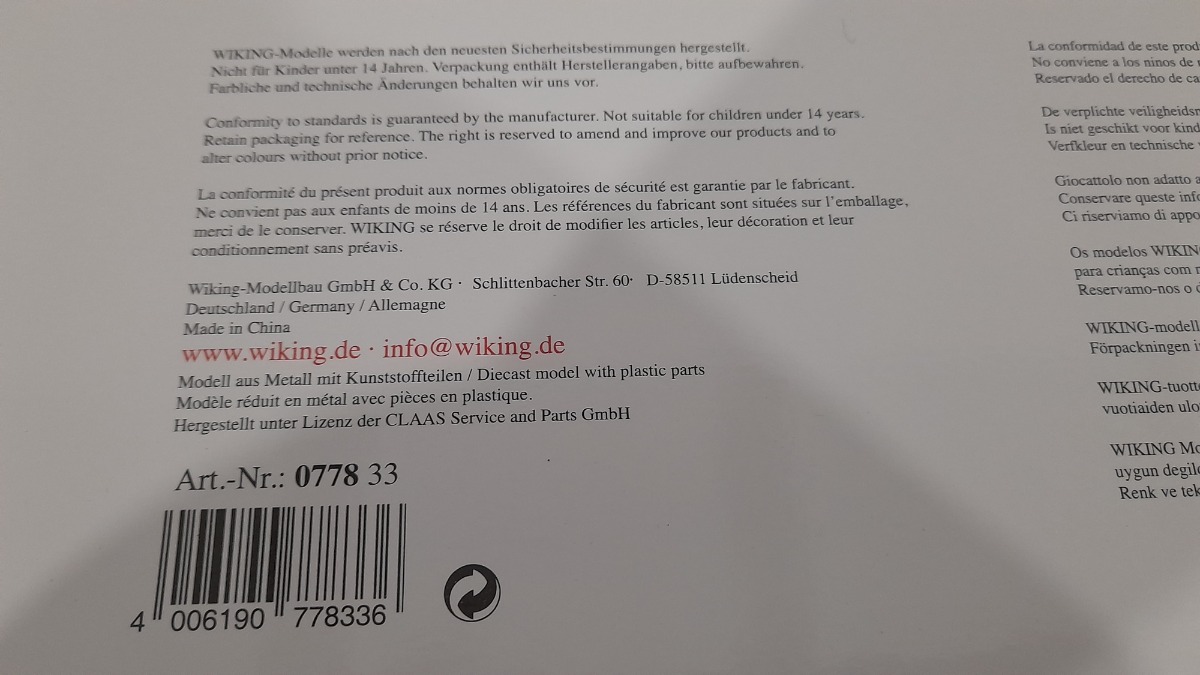 WIKING-Modelle werden nach den neuesten Sicherheitsbestimmungen hergestellt.
Nicht für Kinder unter 14 Jahren. Verpackung enthält Herstellerangaben, bitte aufbewahren.
Farbliche und technische Änderungen behalten wir uns vor.
Conformity to standards is guaranteed by the manufacturer. Not suitable for children under 14 years.
Retain packaging for reference. The right is reserved to amend and improve our products and to
alter colours without prior notice.
La conformité du présent produit aux normes obligatoires de sécurité est garantie par le fabricant.
Ne convient pas aux enfants de moins de 14 ans. Les références du fabricant sont situées sur l'emballage,
merci de le conserver. WIKING se réserve le droit de modifier les articles, leur décoration et leur
conditionnement sans préavis.
Wiking-Modellbau GmbH & Co. KG · Schlittenbacher Str. 60· D-58511 Lüdenscheid
Deutschland / Germany / Allemagne
Made in China
www.wiking.de · info@wiking.de
Modell aus Metall mit Kunststoffteilen / Diecast model with plastic parts
Modèle réduit en métal avec pièces en plastique.
Hergestellt unter Lizenz der CLAAS Service and Parts GmbH
Art.-Nr.: 0778 33
4 006190 778336
La conformidad de este prod
No conviene a los ninos de
Reservado el derecho de ca
De verplichte veiligheidsn
Is niet geschikt voor kind
Verfkleur en technische
Giocattolo non adatto a
Conservare queste info
Ci riserviamo di appo
Os modelos WIKING
para crianças com
Reservamo-nos o
WIKING-modell
Förpackningen i
WIKING-tuott
vuotiaiden ulo
WIKING Mo
uygun degild
Renk ve tek